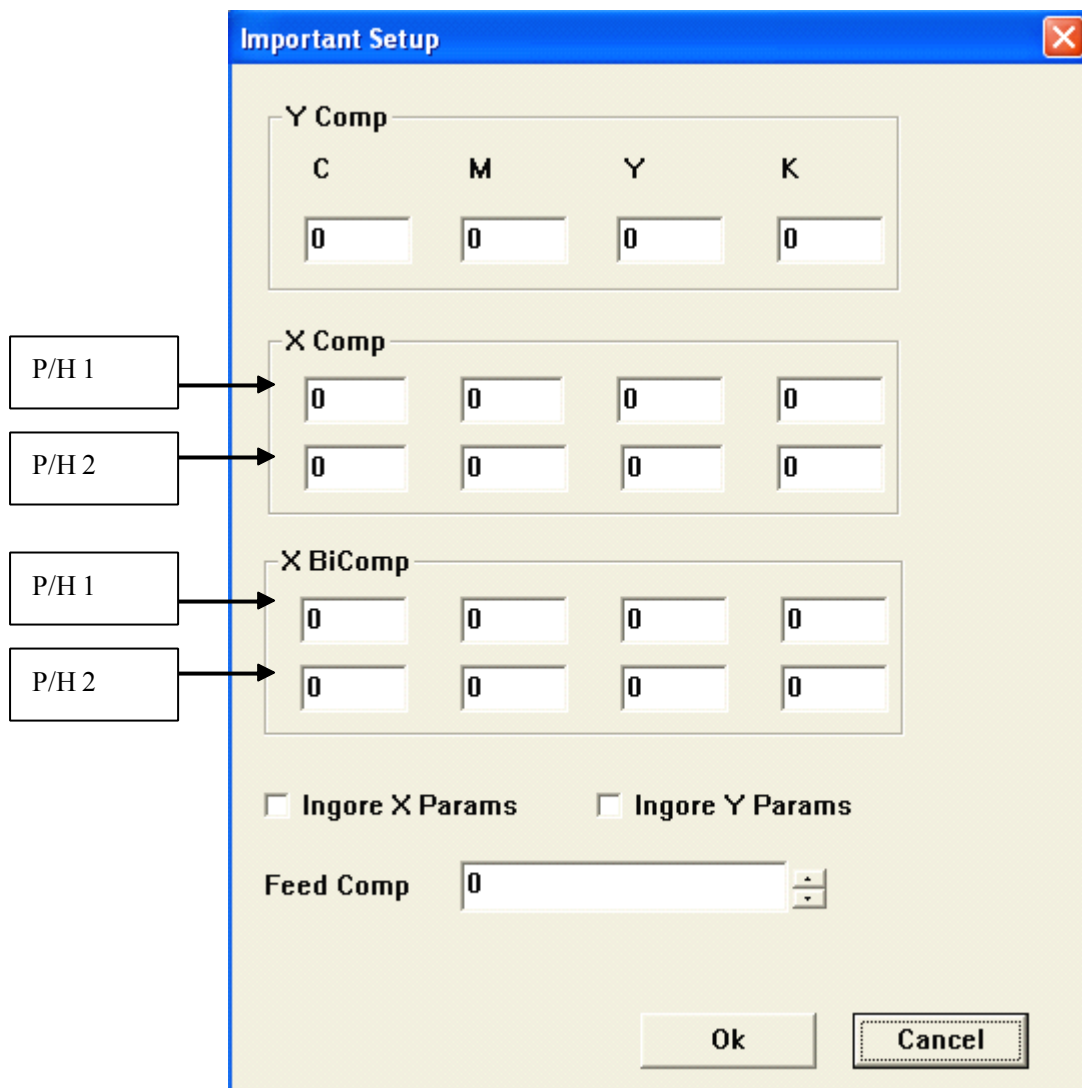 Important Setup
Y Comp
C M Y K
0 0 0 0
X Comp
P/H 1
0 0 0 0
P/H 2
0 0 0 0
X BiComp
P/H 1
0 0 0 0
P/H 2
0 0 0 0
Ingore X Params Ingore Y Params
Feed Comp 0
Ok Cancel